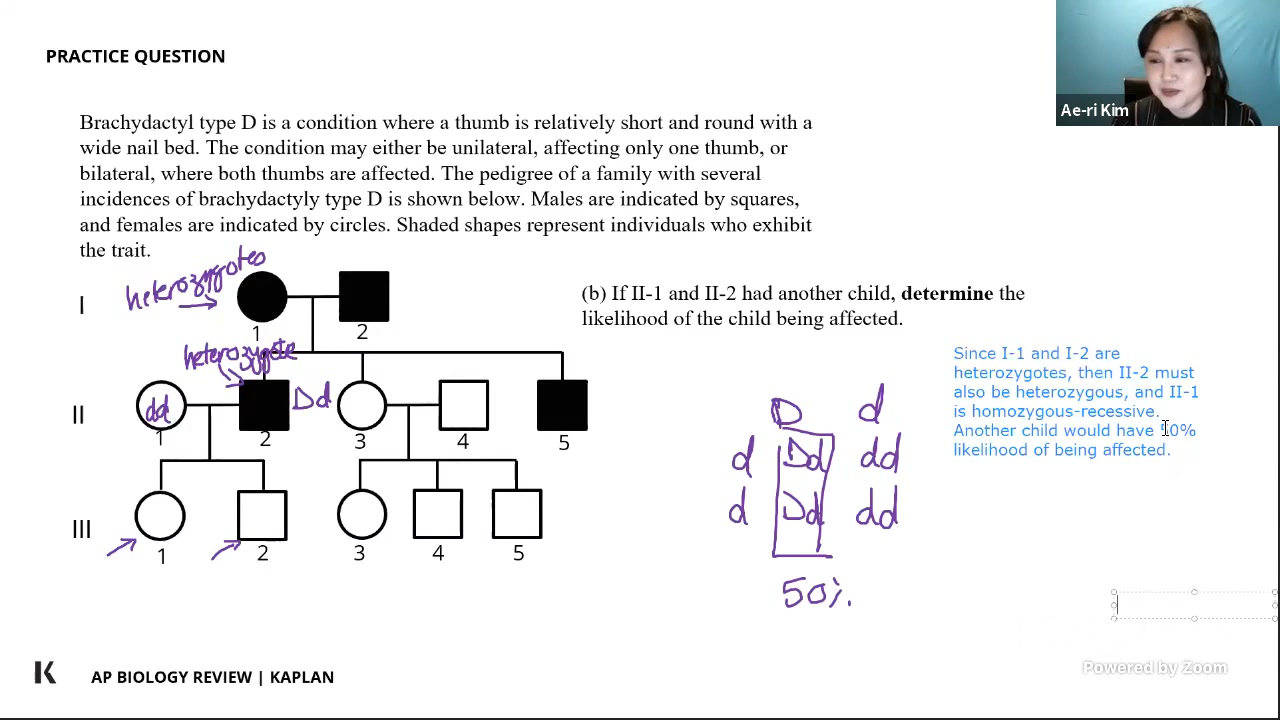 PRACTICE QUESTION
Ae-ri Kim
Brachydactyl type D is a condition where a thumb is relatively short and round with a
wide nail bed. The condition may either be unilateral, affecting only one thumb, or
bilateral, where both thumbs are affected. The pedigree of a family with several
incidences of brachydactyly type D is shown below. Males are indicated by squares,
and females are indicated by circles. Shaded shapes represent individuals who exhibit
the trait.
heterozygotes
I
1
2
heterozygote
II
dd
Dd
1
2
3
4
5
III
1
2
3
4
5
(b) If II-1 and II-2 had another child, determine the
likelihood of the child being affected.
D d
d Dd dd
d Dd dd
50%.
Since I-1 and I-2 are
heterozygotes, then II-2 must
also be heterozygous, and II-1
is homozygous-recessive.
Another child would have 50%
likelihood of being affected.
Powered by Zoom
K AP BIOLOGY REVIEW | KAPLAN